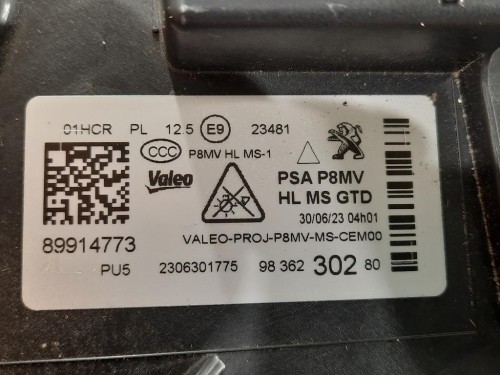 01HCR PL 12.5 E9 23481
CCC P8MV HL MS-1
Valeo PSA P8MV
HL MS GTD
30/06/23 04h01
89914773 VALEO-PROJ-P8MV-MS-CEM00
PU5 2306301775 98 362 302 80